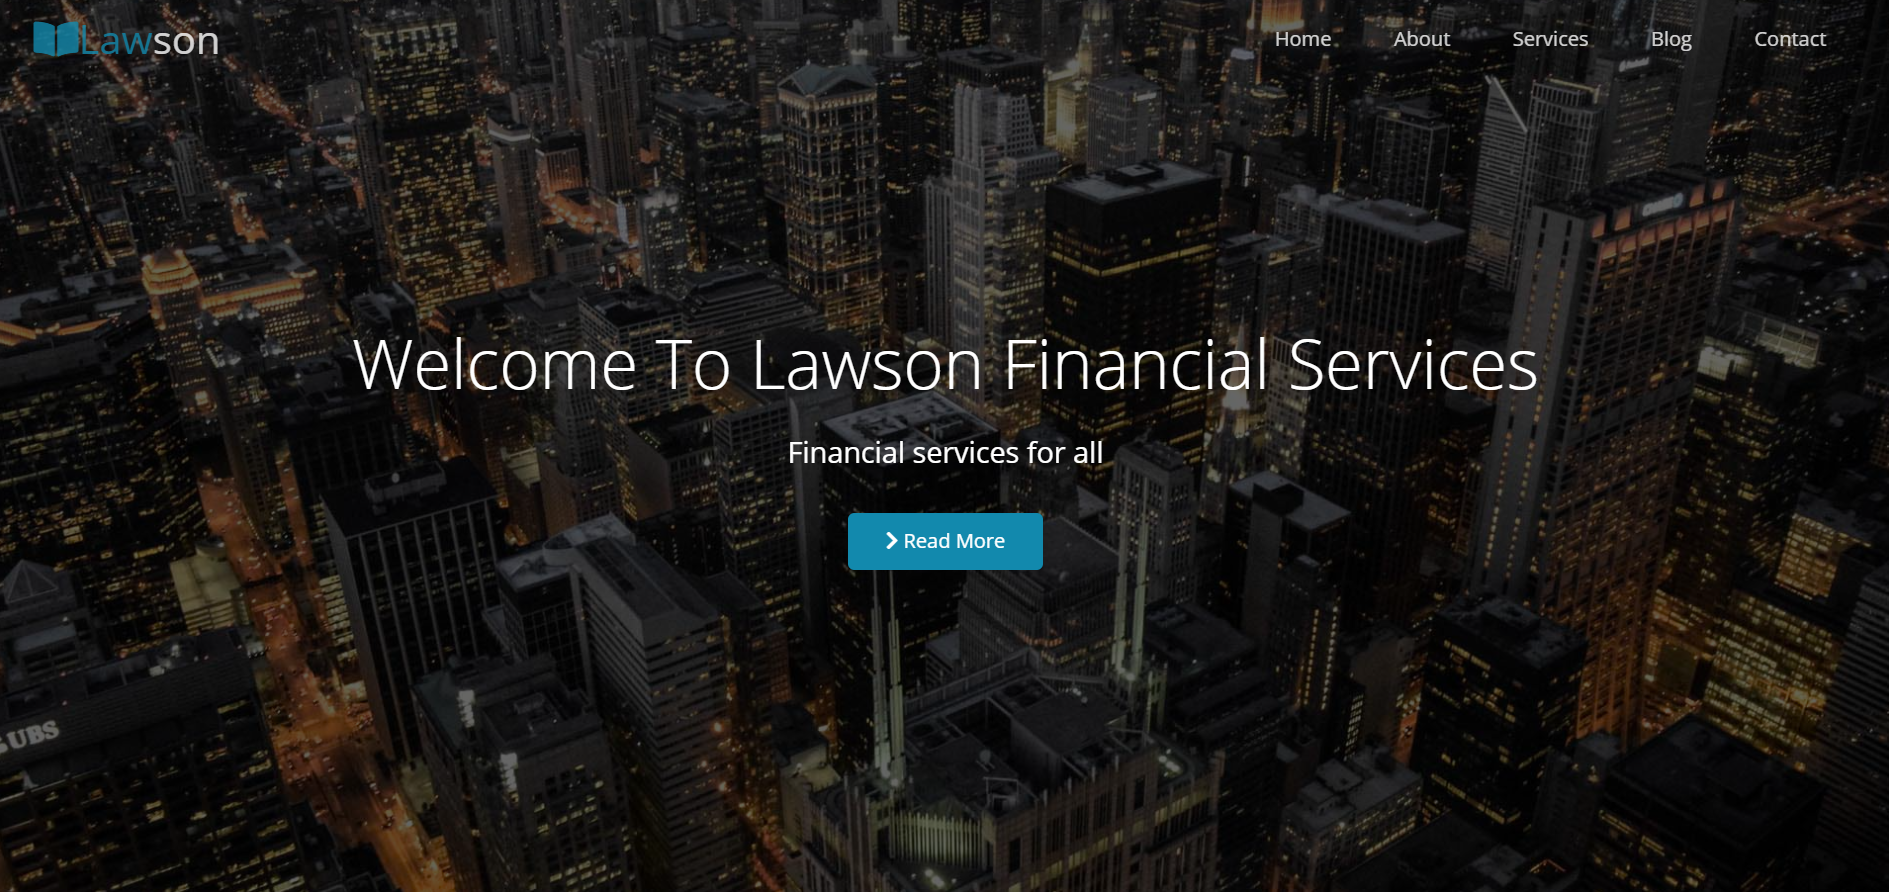 Lawson
Home
About
Services
Blog
Contact
Welcome To Lawson Financial Services
Financial services for all
Read More
UBS